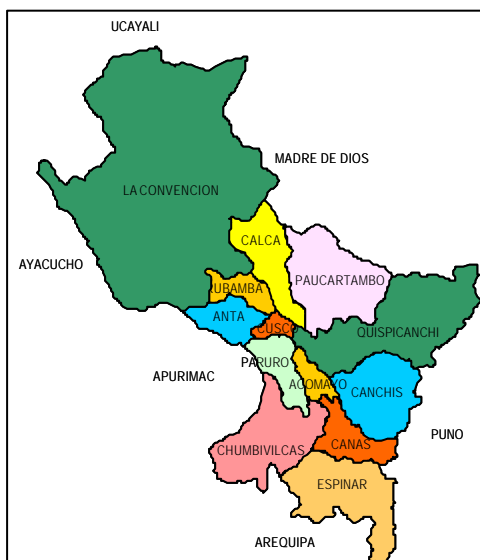 UCAYALI
MADRE DE DIOS
LA CONVENCION
CALCA
AYACUCHO
PAUCARTAMBO
RUBAMBA
ANTA
CUSCO
QUISPICANCHI
PARURO
APURIMAC
ACOMAYO
CANCHIS
PUNO
CANAS
CHUMBIVILCAS
ESPINAR
AREQUIPA